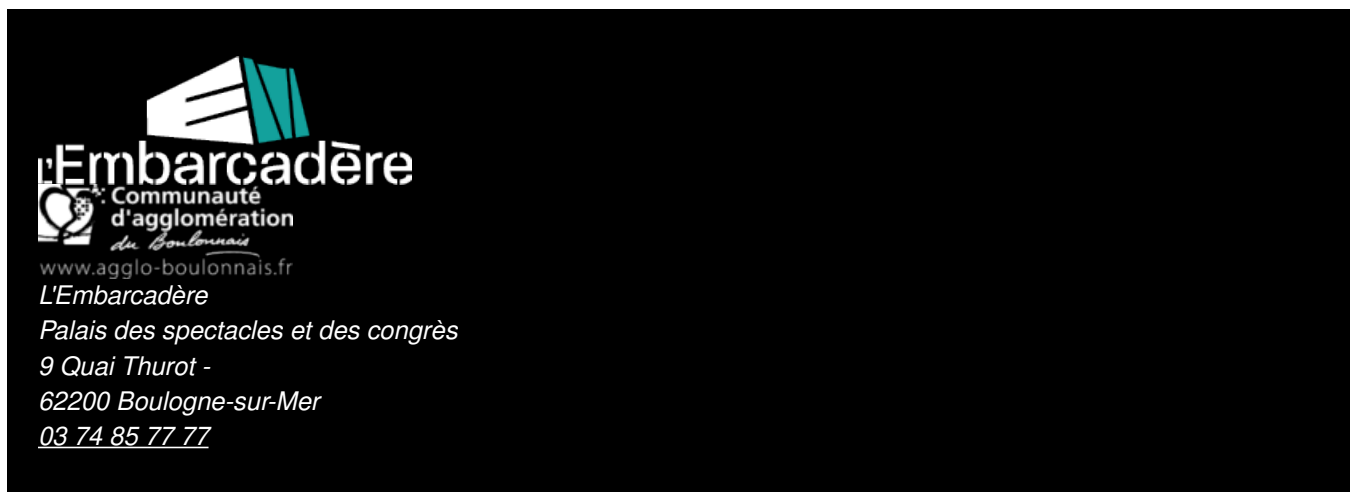 L'Embarcadère
Communauté
d'agglomération
du Boulonnais
www.agglo-boulonnais.fr
L'Embarcadère
Palais des spectacles et des congrès
9 Quai Thurot -
62200 Boulogne-sur-Mer
03 74 85 77 77